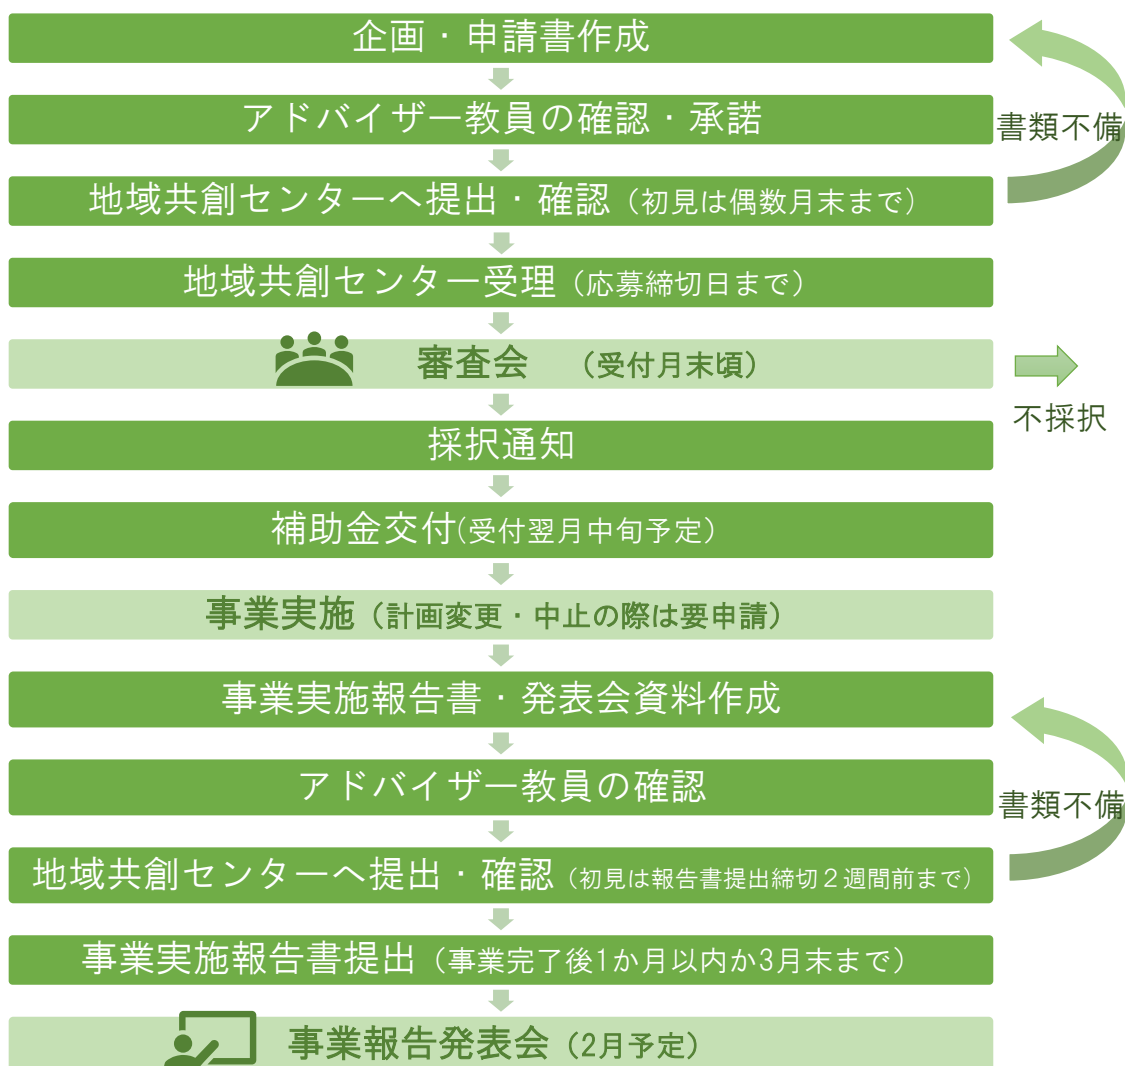 企画・申請書作成
アドバイザー教員の確認・承諾
書類不備
地域共創センターへ提出・確認（初見は偶数月末まで）
地域共創センター受理（応募締切日まで）
審査会　（受付月末頃）
不採択
採択通知
補助金交付(受付翌月中旬予定）
事業実施（計画変更・中止の際は要申請）
事業実施報告書・発表会資料作成
アドバイザー教員の確認
書類不備
地域共創センターへ提出・確認（初見は報告書提出締切２週間前まで）
事業実施報告書提出（事業完了後1か月以内か3月末まで）
事業報告発表会（2月予定）